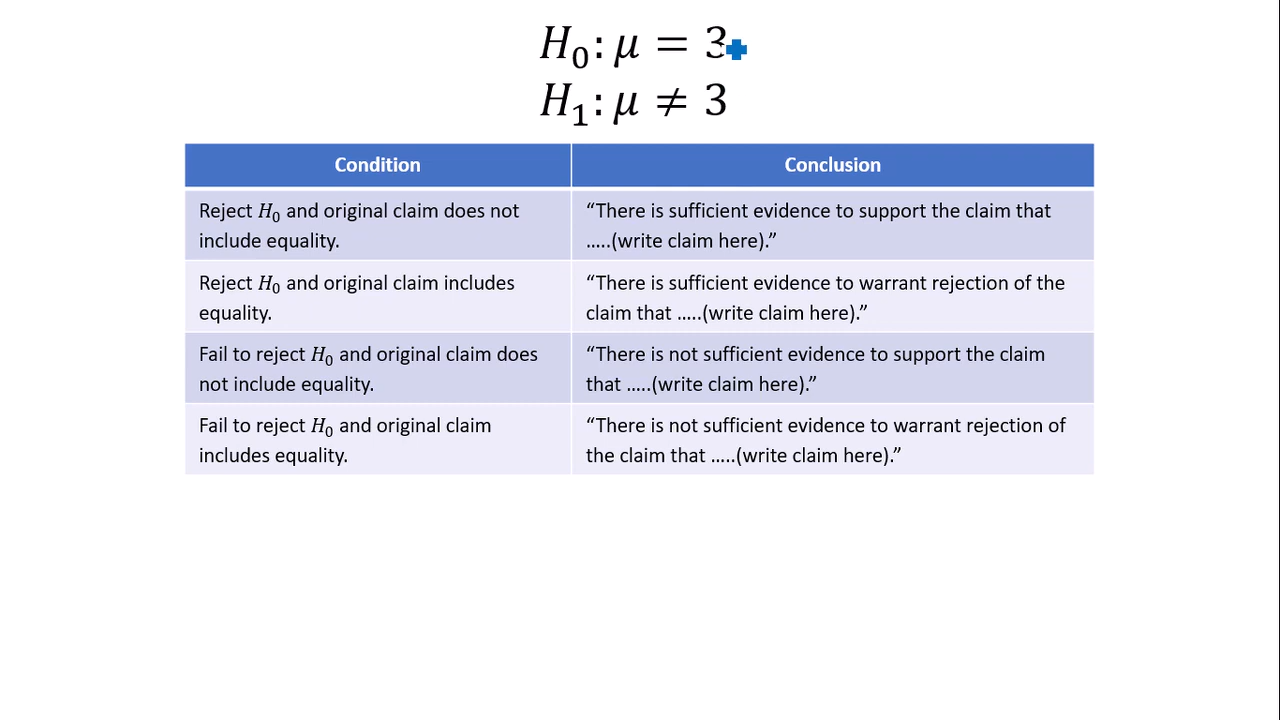 H₀: μ = 3
H₁: μ ≠ 3
Condition
Conclusion
Reject H₀ and original claim does not
include equality.
“There is sufficient evidence to support the claim that
.....(write claim here).”
Reject H₀ and original claim includes
equality.
“There is sufficient evidence to warrant rejection of the
claim that .....(write claim here).”
Fail to reject H₀ and original claim does
not include equality.
“There is not sufficient evidence to support the claim
that .....(write claim here).”
Fail to reject H₀ and original claim
includes equality.
“There is not sufficient evidence to warrant rejection of
the claim that .....(write claim here).”